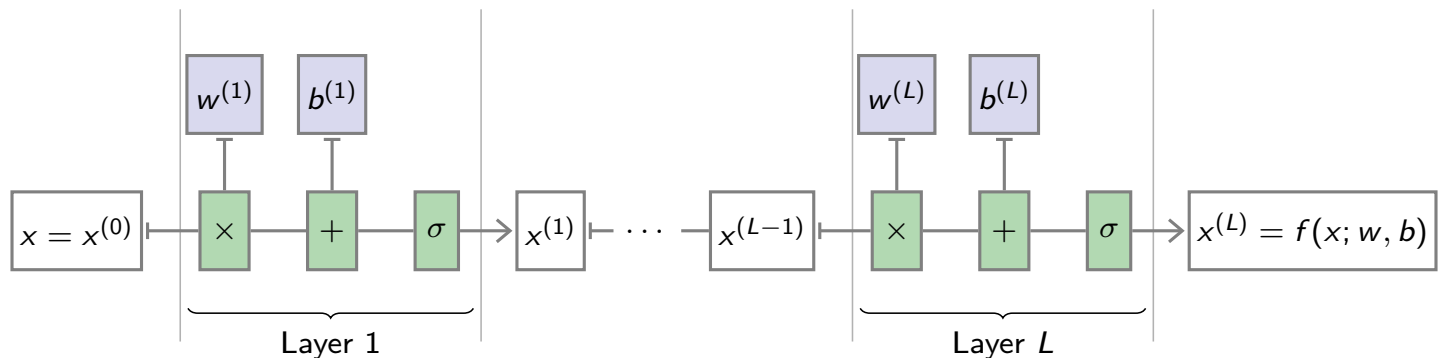 w^{(1)} b^{(1)} w^{(L)} b^{(L)}
x = x^{(0)} × + σ x^{(1)} ⋯ x^{(L−1)} × + σ x^{(L)} = f(x; w, b)
Layer 1 Layer L